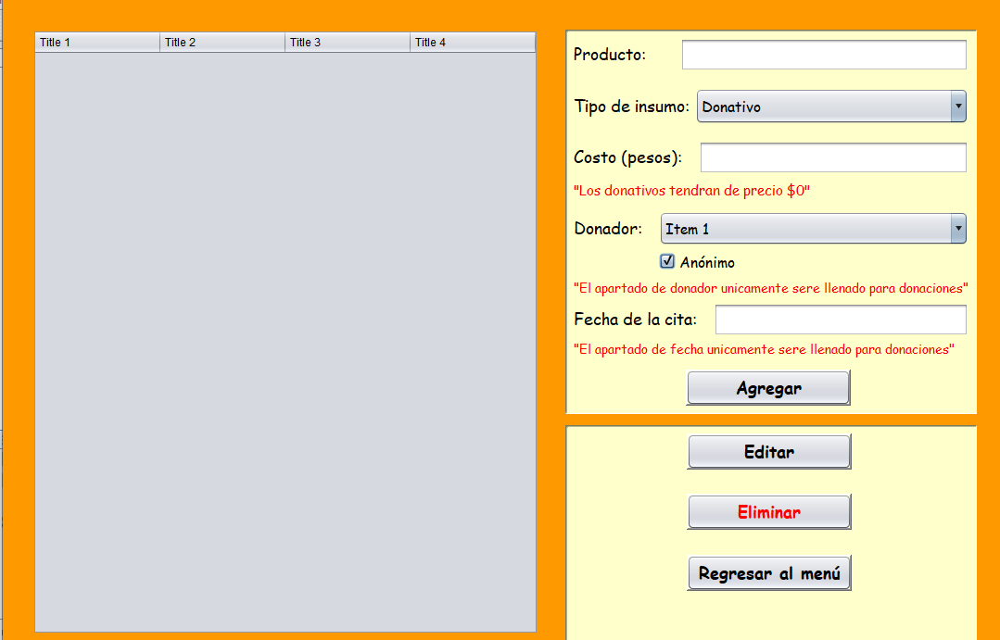 Title 1 Title 2 Title 3 Title 4
Producto:
Tipo de insumo: Donativo
Costo (pesos):
"Los donativos tendran de precio $0"
Donador: Item 1
Anónimo
"El apartado de donador unicamente sere llenado para donaciones"
Fecha de la cita:
"El apartado de fecha unicamente sere llenado para donaciones"
Agregar
Editar
Eliminar
Regresar al menú